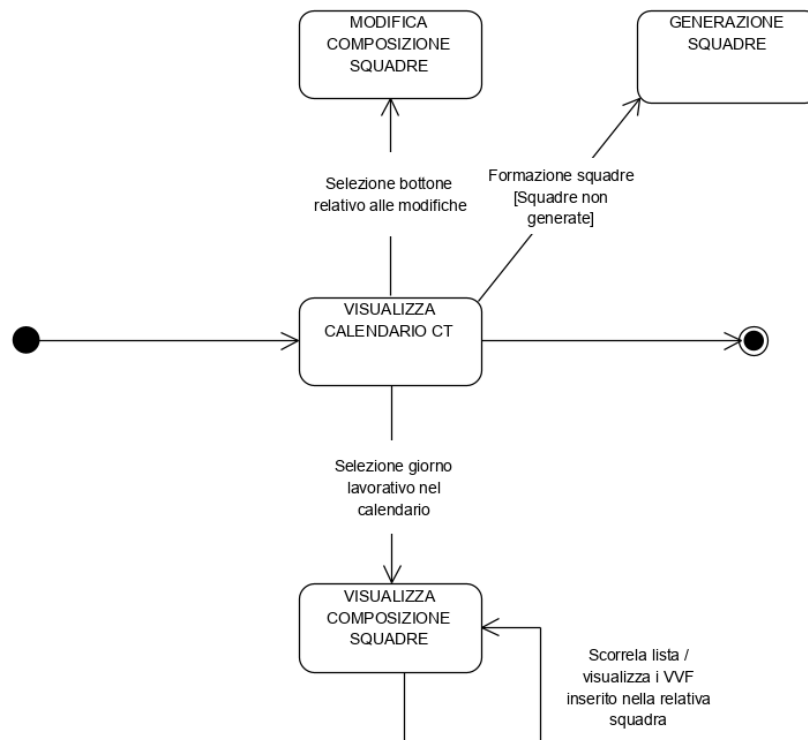 MODIFICA
COMPOSIZIONE
SQUADRE
GENERAZIONE
SQUADRE
Selezione bottone
relativo alle modifiche
Formazione squadre
[Squadre non
generate]
VISUALIZZA
CALENDARIO CT
Selezione giorno
lavorativo nel
calendario
VISUALIZZA
COMPOSIZIONE
SQUADRE
Scorrela lista /
visualizza i VVF
inserito nella relativa
squadra